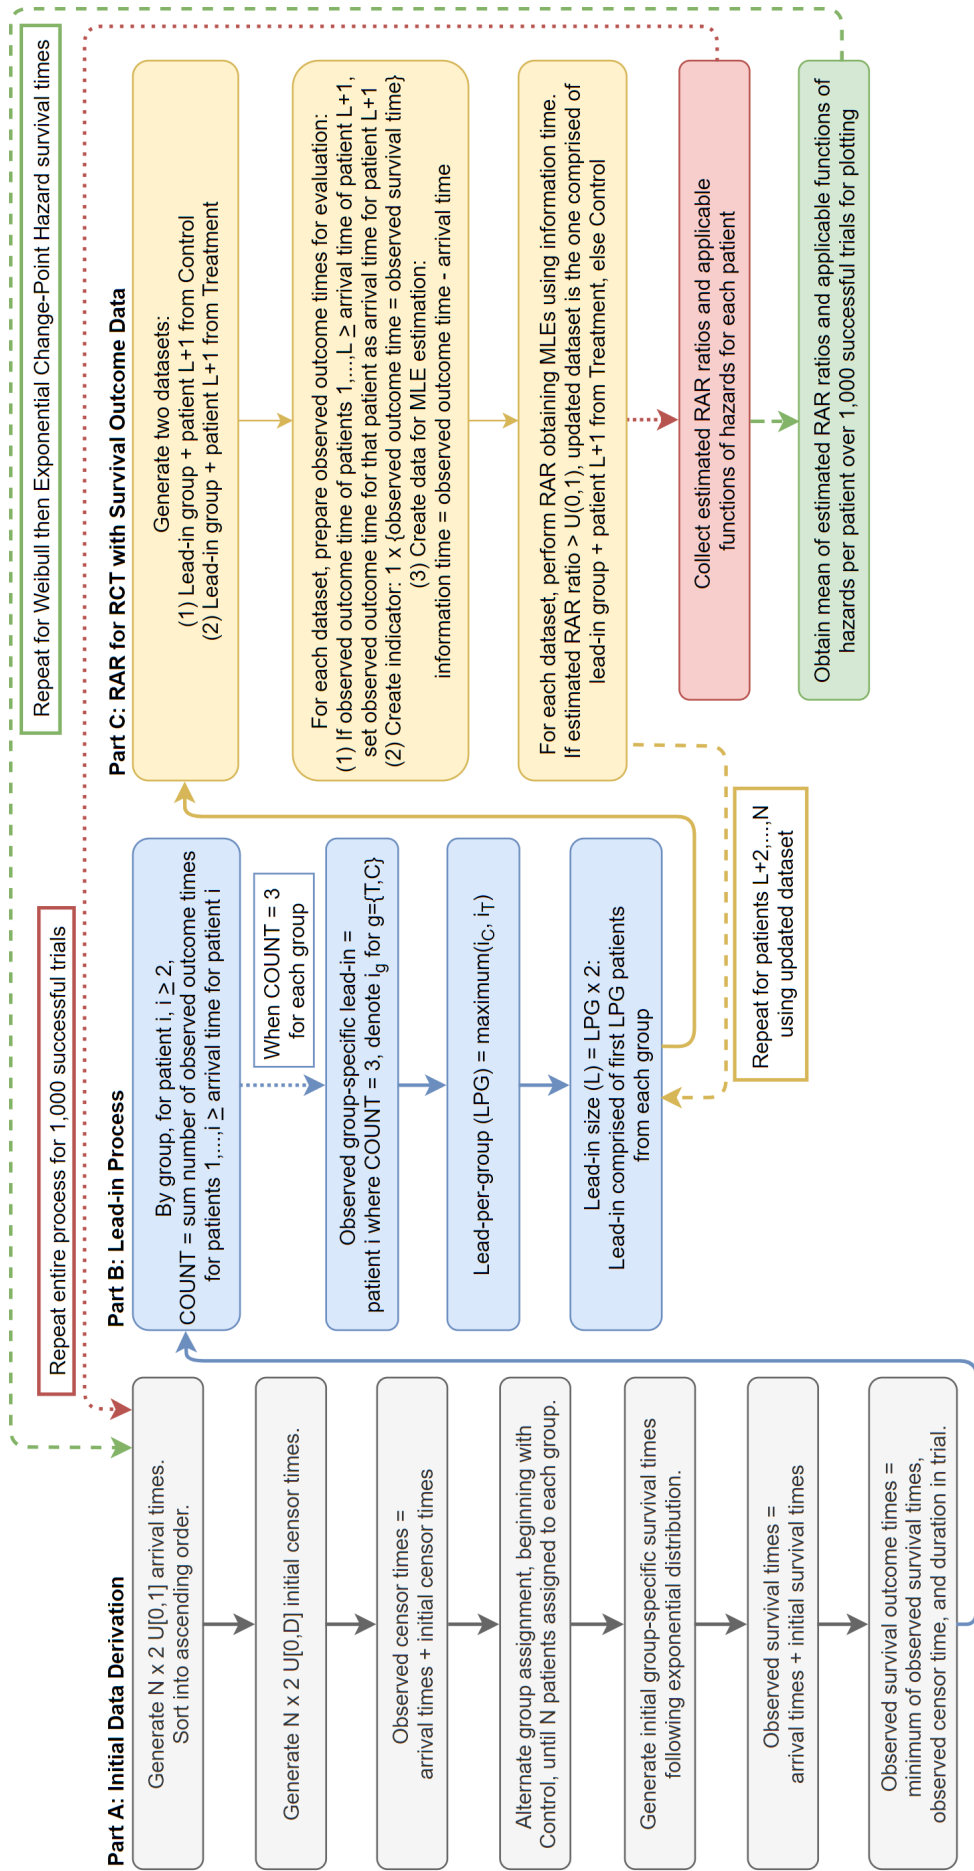 Repeat for Weibull then Exponential Change-Point Hazard survival times
Repeat entire process for 1,000 successful trials
Part A: Initial Data Derivation
Generate N x 2 U[0,1] arrival times.
Sort into ascending order.
Generate N x 2 U[0,D] initial censor times.
Observed censor times =
arrival times + initial censor times
Alternate group assignment, beginning with
Control, until N patients assigned to each group.
Generate initial group-specific survival times
following exponential distribution.
Observed survival times =
arrival times + initial survival times
Observed survival outcome times =
minimum of observed survival times,
observed censor time, and duration in trial.
Part B: Lead-in Process
By group, for patient i, i ≥ 2,
COUNT = sum number of observed outcome times
for patients 1,...,i ≥ arrival time for patient i
When COUNT = 3
for each group
Observed group-specific lead-in =
patient i where COUNT = 3, denote i_g for g={T,C}
Lead-per-group (LPG) = maximum(i_C, i_T)
Lead-in size (L) = LPG x 2:
Lead-in comprised of first LPG patients
from each group
Part C: RAR for RCT with Survival Outcome Data
Generate two datasets:
(1) Lead-in group + patient L+1 from Control
(2) Lead-in group + patient L+1 from Treatment
For each dataset, prepare observed outcome times for evaluation:
(1) If observed outcome time of patients 1,...,L ≥ arrival time of patient L+1,
set observed outcome time for that patient as arrival time for patient L+1
(2) Create indicator: 1 x {observed outcome time = observed survival time}
(3) Create data for MLE estimation:
information time = observed outcome time - arrival time
For each dataset, perform RAR obtaining MLEs using information time.
If estimated RAR ratio > U(0,1), updated dataset is the one comprised of
lead-in group + patient L+1 from Treatment, else Control
Repeat for patients L+2,...,N
using updated dataset
Collect estimated RAR ratios and applicable
functions of hazards for each patient
Obtain mean of estimated RAR ratios and applicable functions of
hazards per patient over 1,000 successful trials for plotting